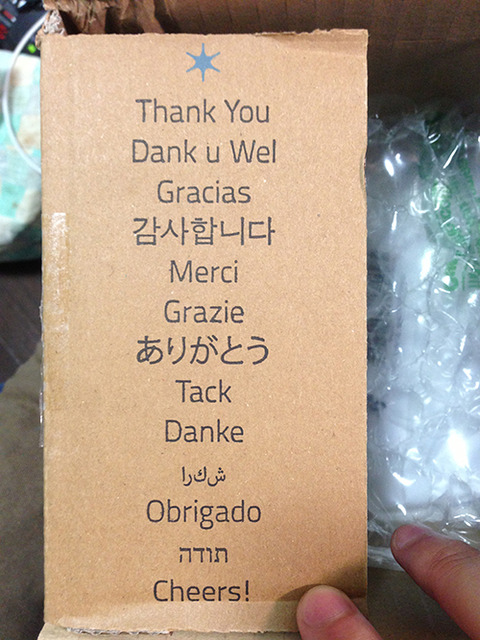 Thank You
Dank u Wel
Gracias
감사합니다
Merci
Grazie
ありがとう
Tack
Danke
شكرا
Obrigado
תודה
Cheers!